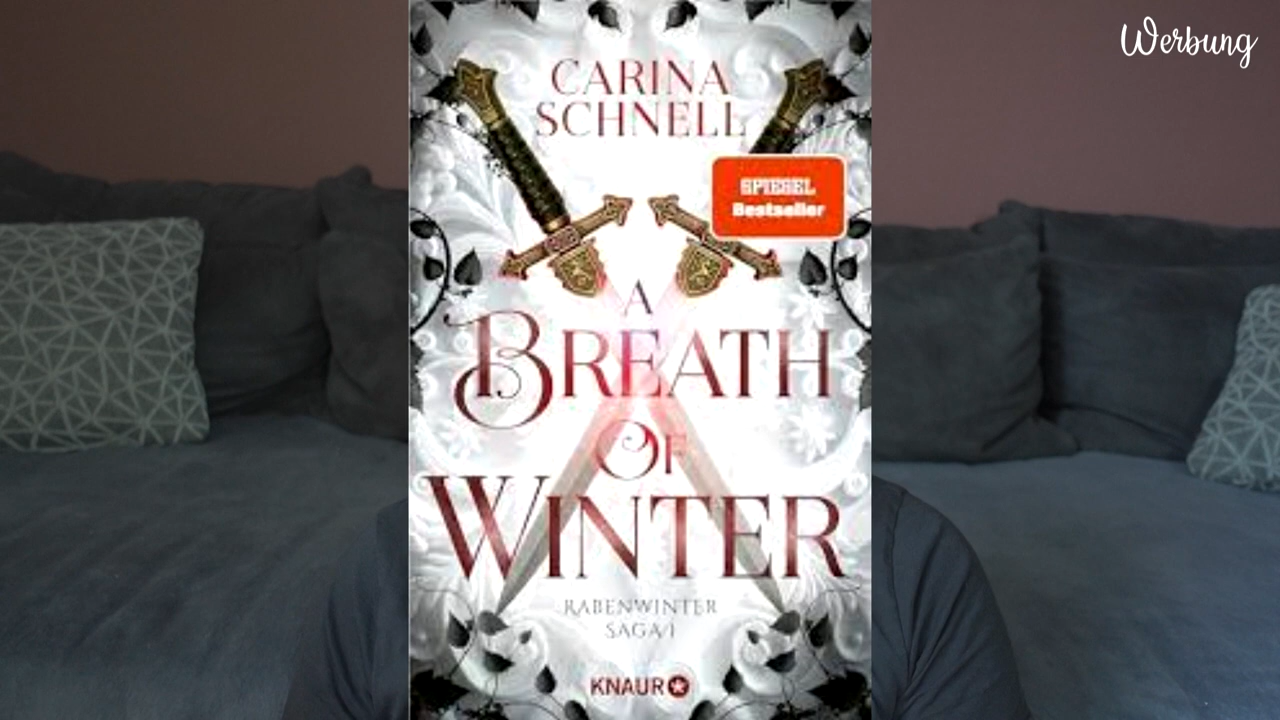 Werbung
CARINA
SCHNELL
SPIEGEL
Bestseller
A
BREATH
OF
WINTER
RABENWINTER
SAGA/1
KNAUR